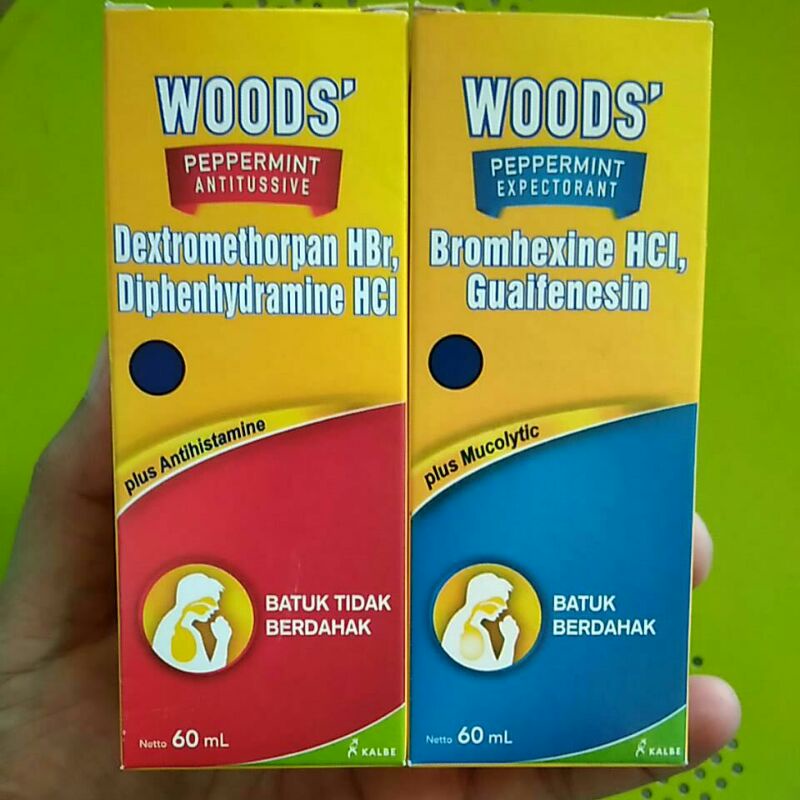 WOODS'
PEPPERMINT
ANTITUSSIVE
Dextromethorpan HBr,
Diphenhydramine HCl
plus Antihistamine
BATUK TIDAK
BERDAHAK
Netto 60 mL
KALBE
WOODS'
PEPPERMINT
EXPECTORANT
Bromhexine HCl,
Guaifenesin
plus Mucolytic
BATUK
BERDAHAK
Netto 60 mL
KALBE